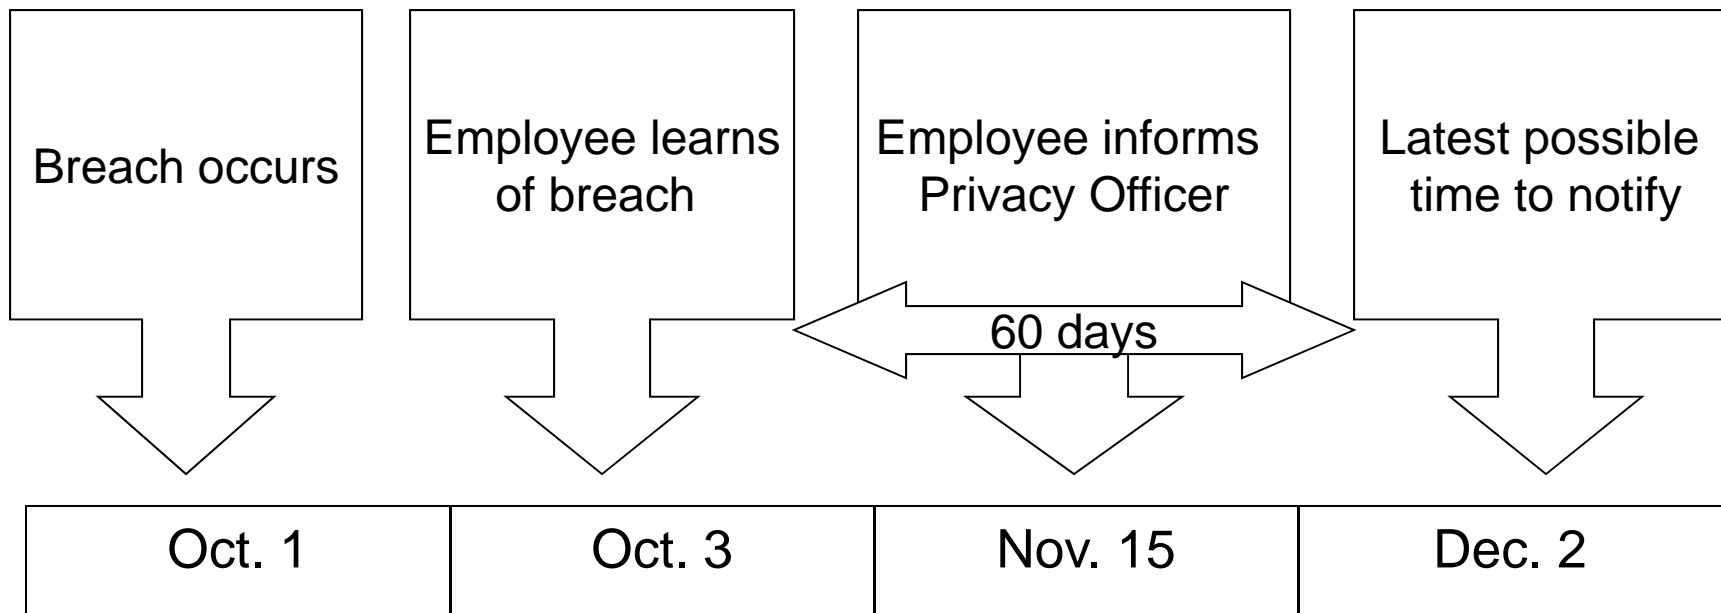 Breach occurs
Employee learns
of breach
Employee informs
Privacy Officer
Latest possible
time to notify
60 days
Oct. 1
Oct. 3
Nov. 15
Dec. 2